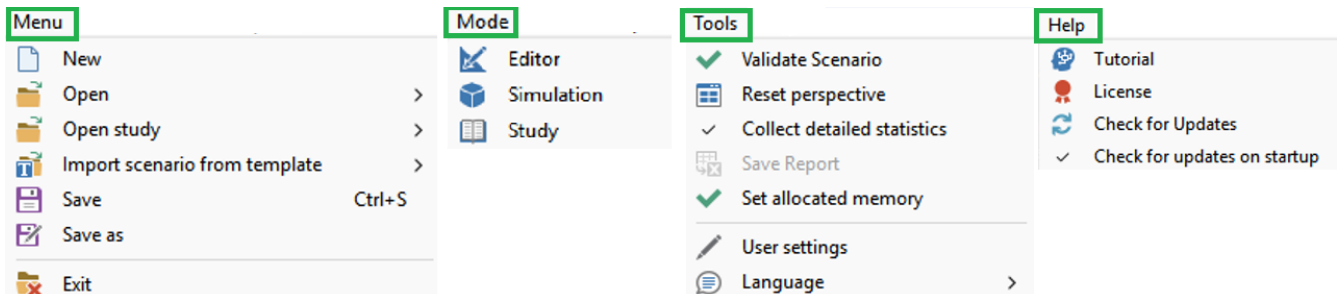 Menu
New
Open
Open study
Import scenario from template
Save Ctrl+S
Save as
Exit
Mode
Editor
Simulation
Study
Tools
Validate Scenario
Reset perspective
Collect detailed statistics
Save Report
Set allocated memory
User settings
Language
Help
Tutorial
License
Check for Updates
Check for updates on startup